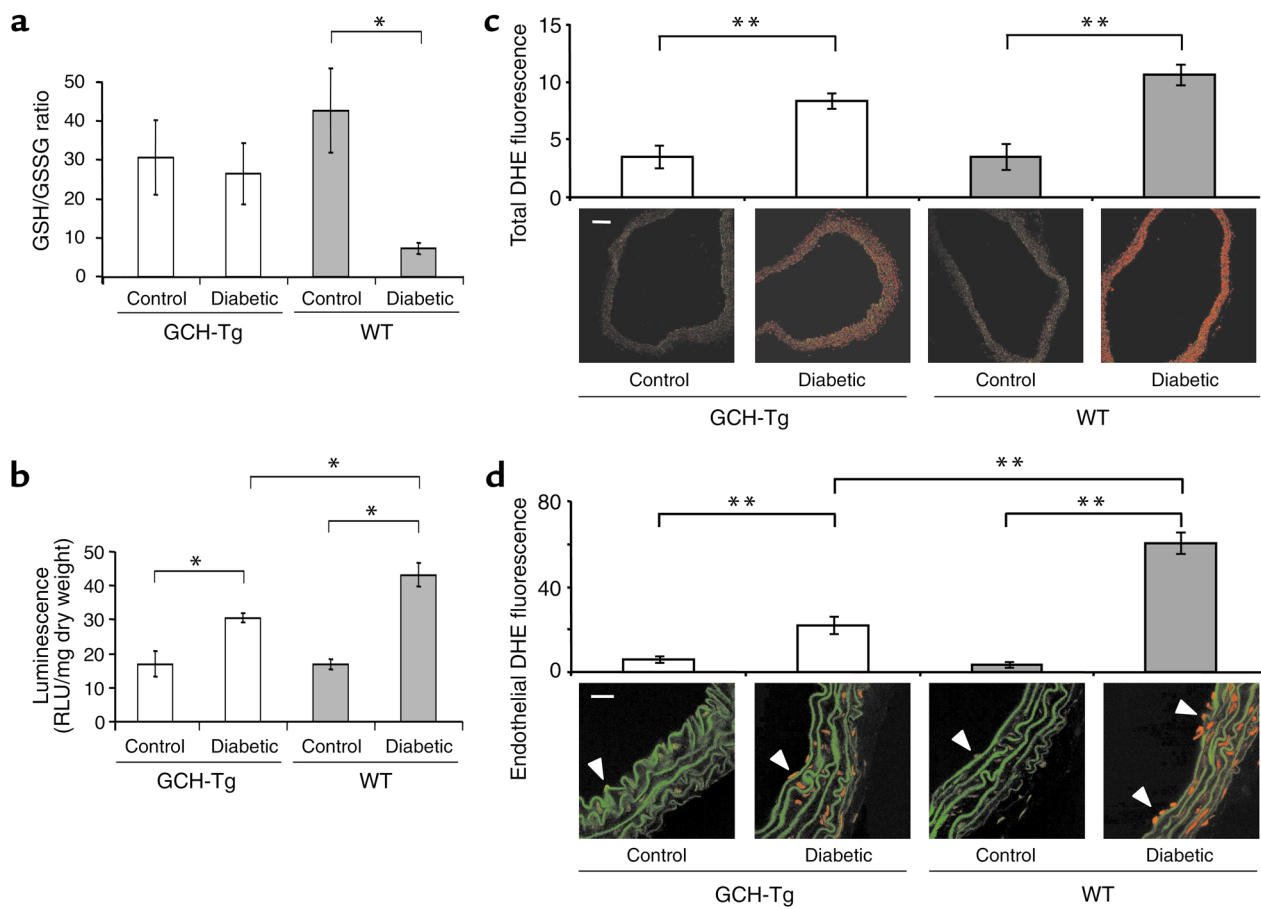 a
*
GSH/GSSG ratio
50
40
30
20
10
0
Control Diabetic Control Diabetic
GCH-Tg WT
b
*
*
*
Luminescence
(RLU/mg dry weight)
50
40
30
20
10
0
Control Diabetic Control Diabetic
GCH-Tg WT
c
** **
Total DHE fluorescence
15
10
5
0
Control Diabetic Control Diabetic
GCH-Tg WT
d
**
** **
Endothelial DHE fluorescence
80
40
0
Control Diabetic Control Diabetic
GCH-Tg WT